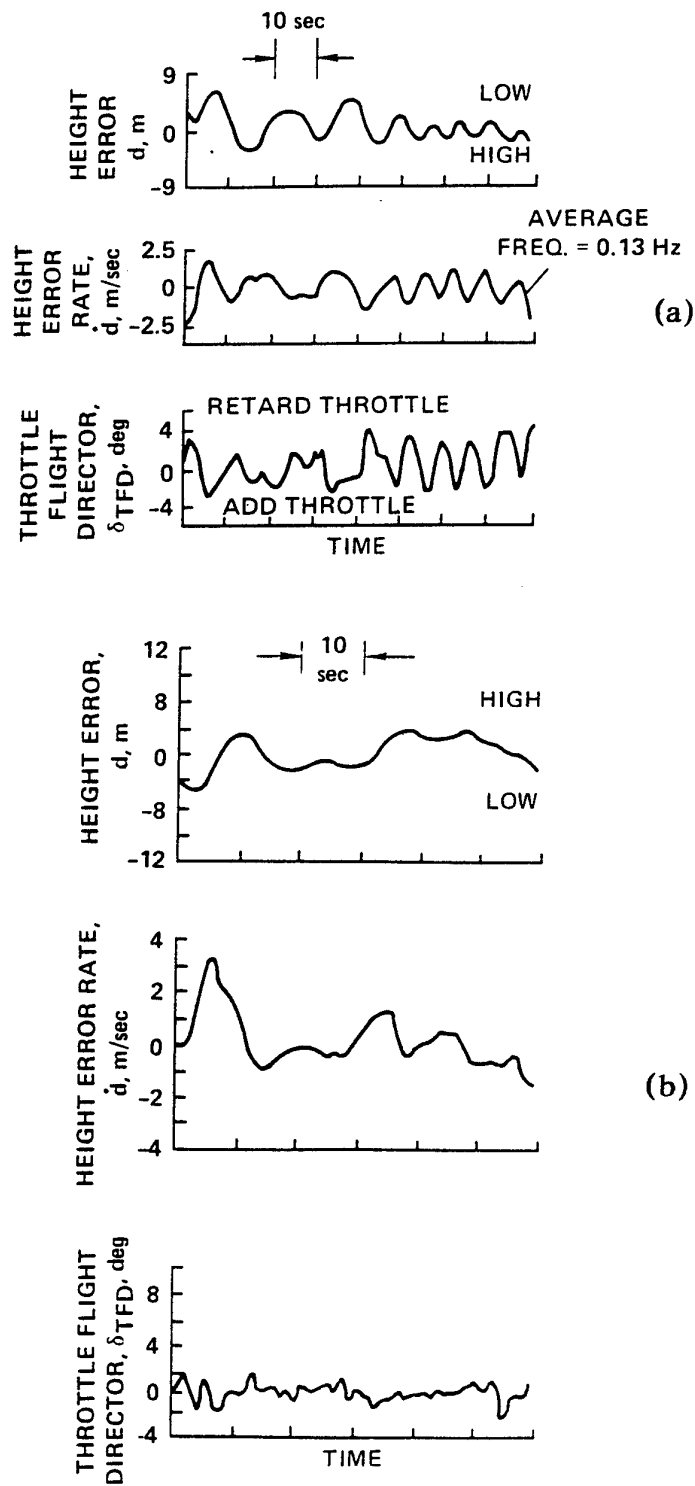 10 sec
HEIGHT
ERROR
d, m
9
0
-9
LOW
HIGH
HEIGHT
ERROR
RATE,
ḋ, m/sec
2.5
0
-2.5
AVERAGE
FREQ. = 0.13 Hz
(a)
THROTTLE
FLIGHT
DIRECTOR,
δTFD, deg
4
0
-4
RETARD THROTTLE
ADD THROTTLE
TIME
10
sec
HEIGHT ERROR,
d, m
12
8
0
-8
-12
HIGH
LOW
HEIGHT ERROR RATE,
ḋ, m/sec
4
2
0
-2
-4
(b)
THROTTLE FLIGHT
DIRECTOR, δTFD, deg
8
4
0
-4
TIME